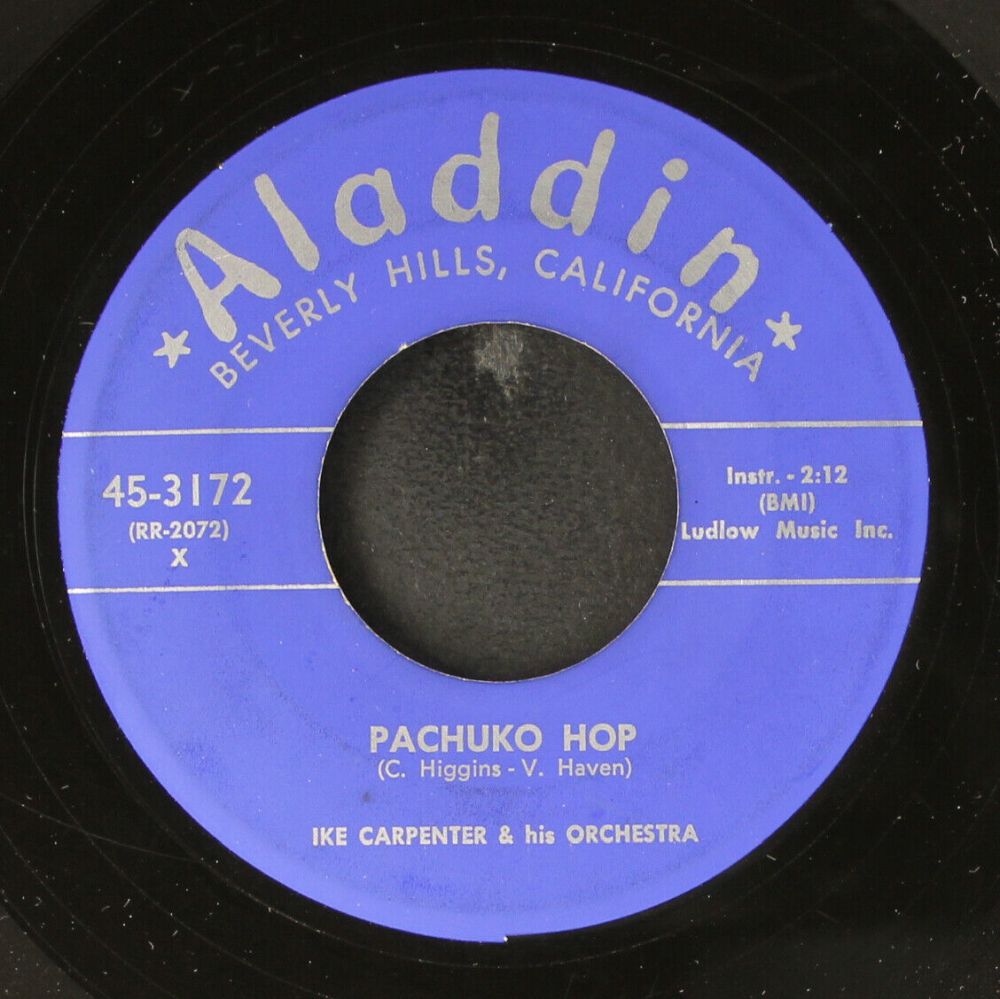 Aladdin
BEVERLY HILLS, CALIFORNIA
45-3172
(RR-2072)
X
Instr. - 2:12
(BMI)
Ludlow Music Inc.
PACHUKO HOP
(C. Higgins - V. Haven)
IKE CARPENTER & his ORCHESTRA